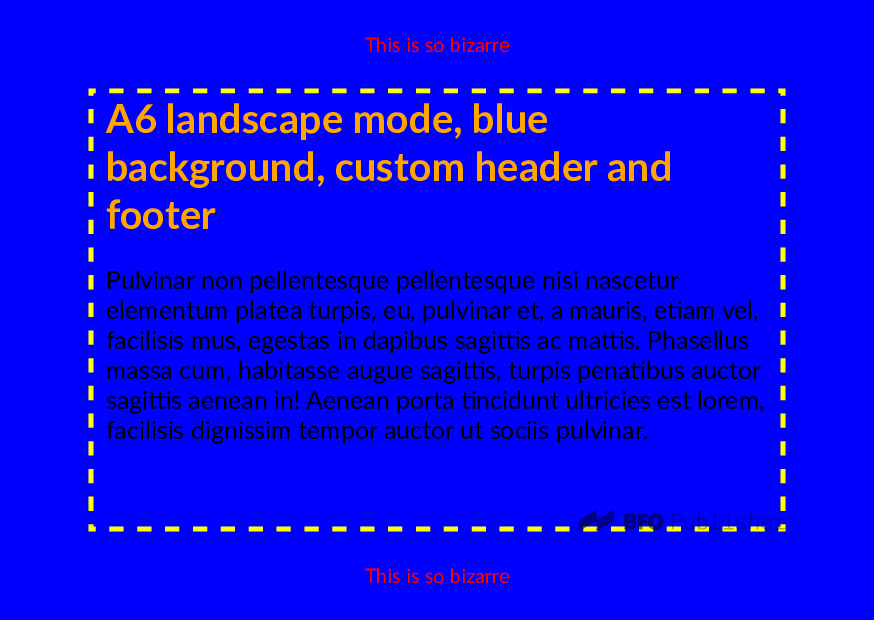 This is so bizarre
A6 landscape mode, blue
background, custom header and
footer
Pulvinar non pellentesque pellentesque nisi nascetur
elementum platea turpis, eu, pulvinar et, a mauris, etiam vel,
facilisis mus, egestas in dapibus sagittis ac mattis. Phasellus
massa cum, habitasse augue sagittis, turpis penatibus auctor
sagittis aenean in! Aenean porta tincidunt ultricies est lorem,
facilisis dignissim tempor auctor ut sociis pulvinar.
BFO Publisher
This is so bizarre